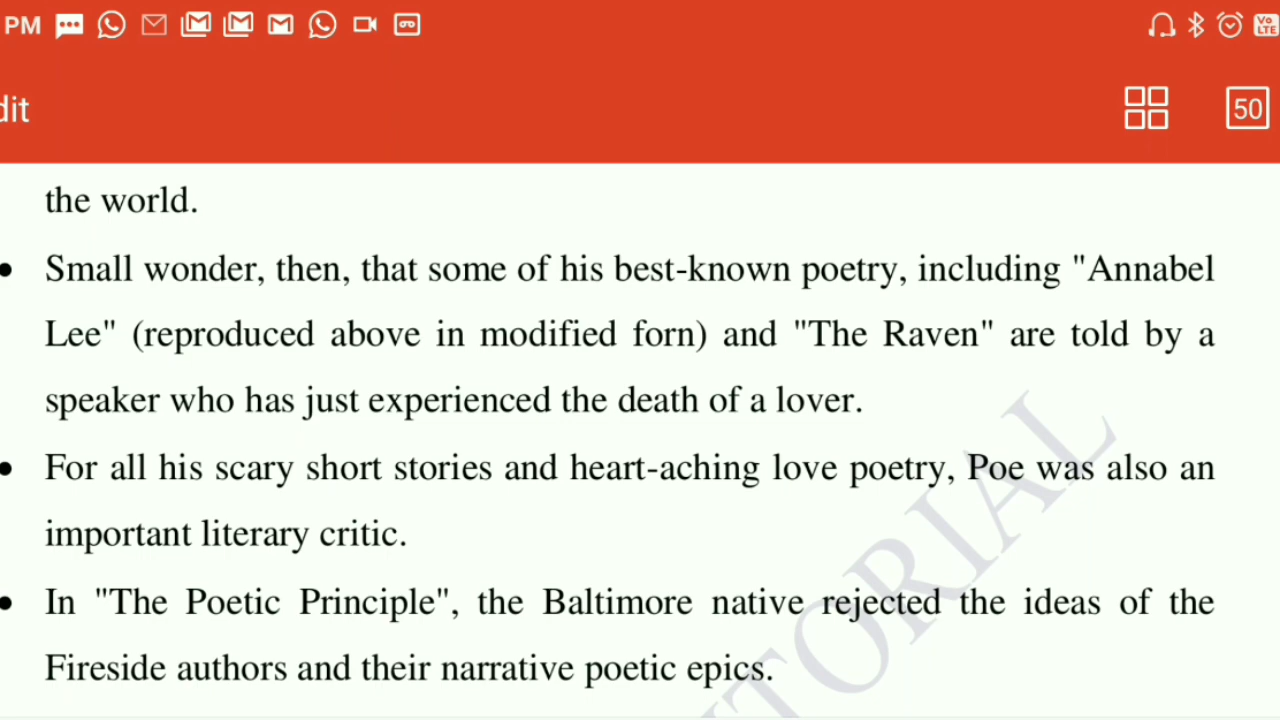 PM
dit
50
Vo
LTE
the world.
• Small wonder, then, that some of his best-known poetry, including "Annabel
Lee" (reproduced above in modified forn) and "The Raven" are told by a
speaker who has just experienced the death of a lover.
• For all his scary short stories and heart-aching love poetry, Poe was also an
important literary critic.
• In "The Poetic Principle", the Baltimore native rejected the ideas of the
Fireside authors and their narrative poetic epics.
TORIAL